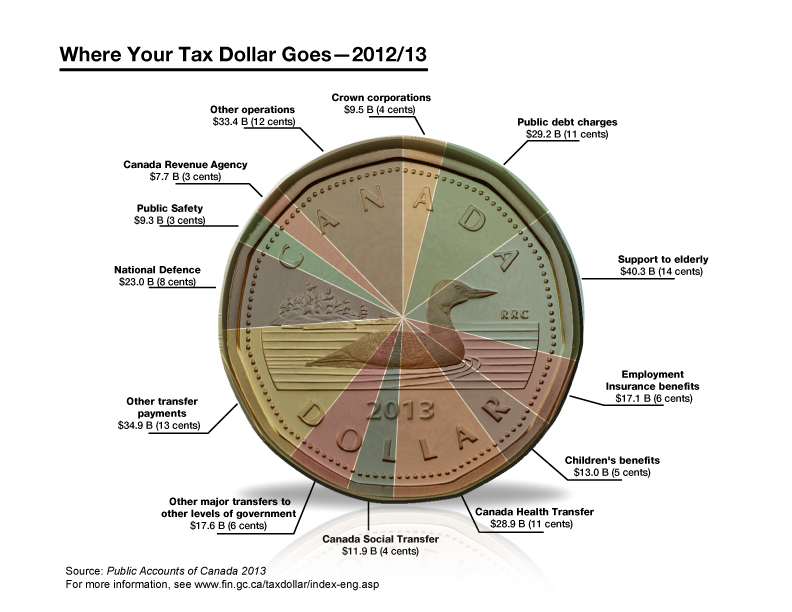 Where Your Tax Dollar Goes—2012/13
Crown corporations
$9.5 B (4 cents)
Other operations
$33.4 B (12 cents)
Public debt charges
$29.2 B (11 cents)
Canada Revenue Agency
$7.7 B (3 cents)
Public Safety
$9.3 B (3 cents)
Support to elderly
$40.3 B (14 cents)
National Defence
$23.0 B (8 cents)
Employment
Insurance benefits
$17.1 B (6 cents)
Other transfer
payments
$34.9 B (13 cents)
Children's benefits
$13.0 B (5 cents)
Other major transfers to
other levels of government
$17.6 B (6 cents)
Canada Health Transfer
$28.9 B (11 cents)
Canada Social Transfer
$11.9 B (4 cents)
CANADA
RRC
2013
DOLLAR
Source: Public Accounts of Canada 2013
For more information, see www.fin.gc.ca/taxdollar/index-eng.asp